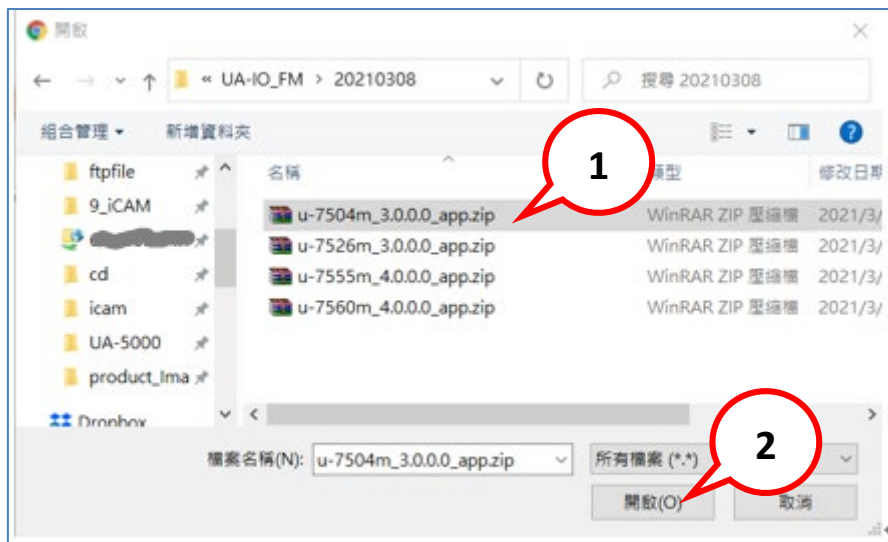 開啟
« UA-IO_FM > 20210308
搜尋 20210308
組合管理
新增資料夾
名稱
類型
修改日期
ftpfile
9_iCAM
cd
icam
UA-5000
product_Ima
Dropbox
u-7504m_3.0.0.0_app.zip WinRAR ZIP 壓縮檔 2021/3/
u-7526m_3.0.0.0_app.zip WinRAR ZIP 壓縮檔 2021/3/
u-7555m_4.0.0.0_app.zip WinRAR ZIP 壓縮檔 2021/3/
u-7560m_4.0.0.0_app.zip WinRAR ZIP 壓縮檔 2021/3/
1
檔案名稱(N): u-7504m_3.0.0.0_app.zip
所有檔案 (*.*)
2
開啟(O)
取消